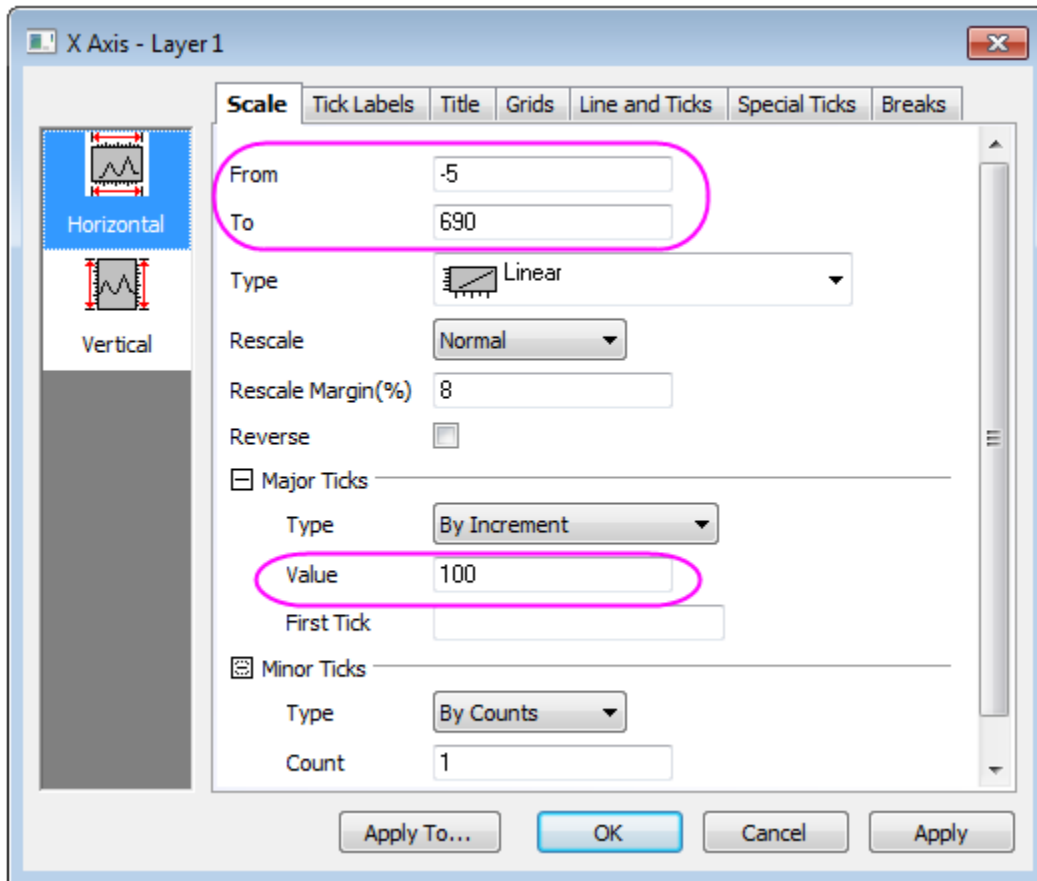 X Axis - Layer 1
Scale Tick Labels Title Grids Line and Ticks Special Ticks Breaks
Horizontal
Vertical
From -5
To 690
Type Linear
Rescale Normal
Rescale Margin(%) 8
Reverse
Major Ticks
Type By Increment
Value 100
First Tick
Minor Ticks
Type By Counts
Count 1
Apply To... OK Cancel Apply